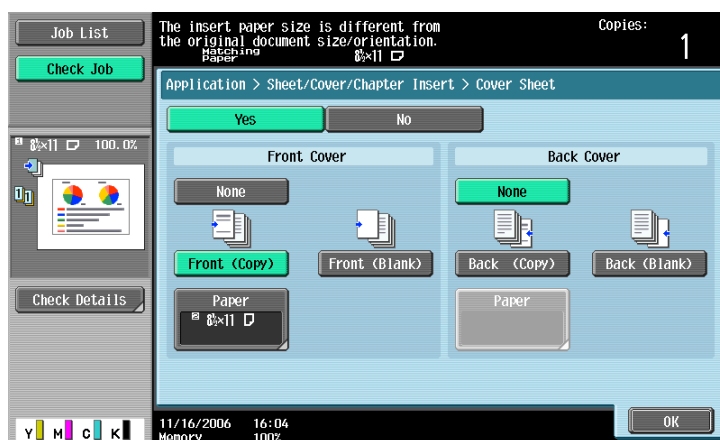 Job List
Check Job
The insert paper size is different from
the original document size/orientation.
Matching
Paper
8½×11
Copies:
1
Application > Sheet/Cover/Chapter Insert > Cover Sheet
Yes
No
1 8½×11 100.0%
Front Cover
Back Cover
None
None
Front (Copy)
Front (Blank)
Back (Copy)
Back (Blank)
Check Details
Paper
2 8½×11
Paper
OK
Y M C K
11/16/2006 16:04
Memory 100%